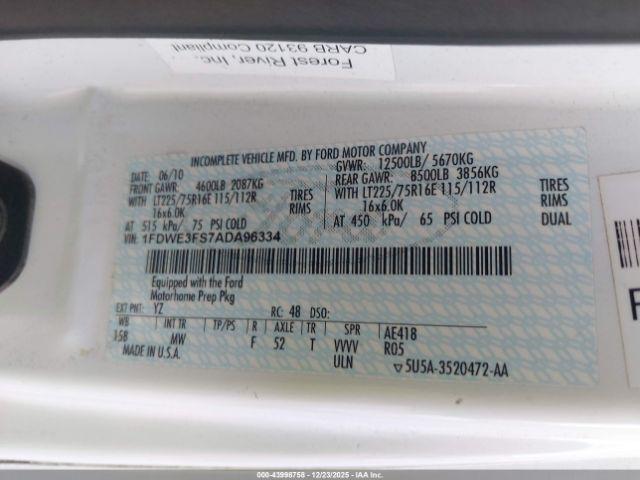 Forest River, Inc.
CARB 93120 Compliant
INCOMPLETE VEHICLE MFD. BY FORD MOTOR COMPANY
DATE: 06/10 GVWR: 12500LB/ 5670KG
FRONT GAWR: 4600LB 2087KG REAR GAWR: 8500LB 3856KG
WITH LT225/75R16E 115/112R TIRES WITH LT225/75R16E 115/112R TIRES
16x6.0K RIMS 16x6.0K RIMS
AT 515 kPa/ 75 PSI COLD AT 450 kPa/ 65 PSI COLD DUAL
VIN: 1FDWE3FS7ADA96334
Equipped with the Ford
Motorhome Prep Pkg
EXT PNT: YZ RC: 48 DSO:
WB INT TR TP/PS R AXLE TR SPR AE418
158 MW F 52 T VVVV R05
MADE IN U.S.A. ULN ▽5U5A-3520472-AA
000-43998758 - 12/23/2025 - IAAI.COM